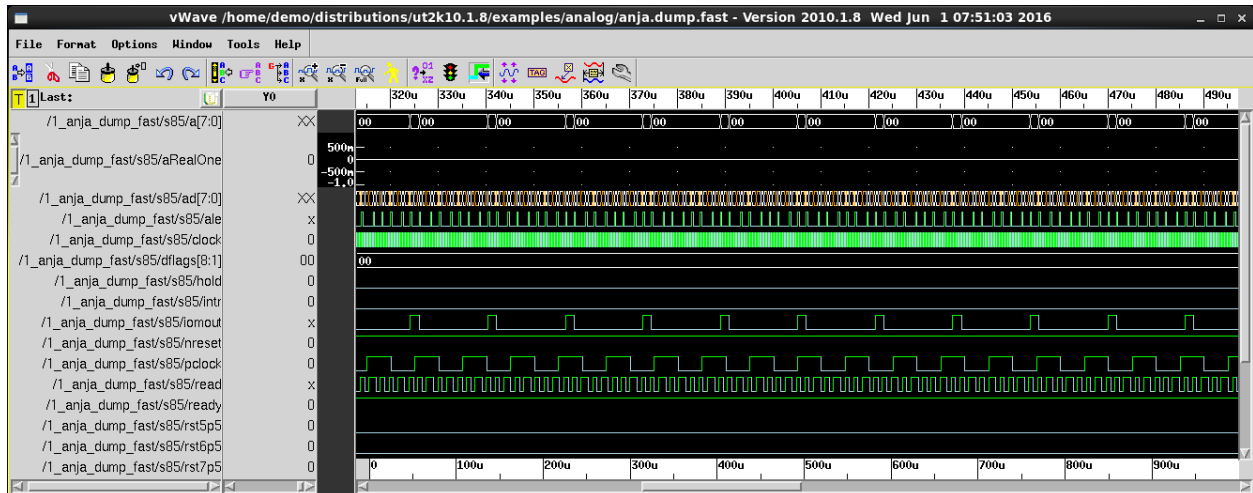 vWave /home/demo/distributions/ut2k10.1.8/examples/analog/anja.dump.fast - Version 2010.1.8 Wed Jun 1 07:51:03 2016
File Format Options Window Tools Help
T 1 Last: Y0 320u 330u 340u 350u 360u 370u 380u 390u 400u 410u 420u 430u 440u 450u 460u 470u 480u 490u
/1_anja_dump_fast/s85/a[7:0] XX 00 00 00 00 00 00 00 00 00 00 00 00
500m
/1_anja_dump_fast/s85/aRealOne 0 0
-500m
-1.0
/1_anja_dump_fast/s85/ad[7:0] XX
/1_anja_dump_fast/s85/ale x
/1_anja_dump_fast/s85/clock 0
/1_anja_dump_fast/s85/dflags[8:1] 00 00
/1_anja_dump_fast/s85/hold 0
/1_anja_dump_fast/s85/intr 0
/1_anja_dump_fast/s85/iomout x
/1_anja_dump_fast/s85/nreset 0
/1_anja_dump_fast/s85/pclock 0
/1_anja_dump_fast/s85/read x
/1_anja_dump_fast/s85/ready 0
/1_anja_dump_fast/s85/rst5p5 0
/1_anja_dump_fast/s85/rst6p5 0
/1_anja_dump_fast/s85/rst7p5 0 0 100u 200u 300u 400u 500u 600u 700u 800u 900u